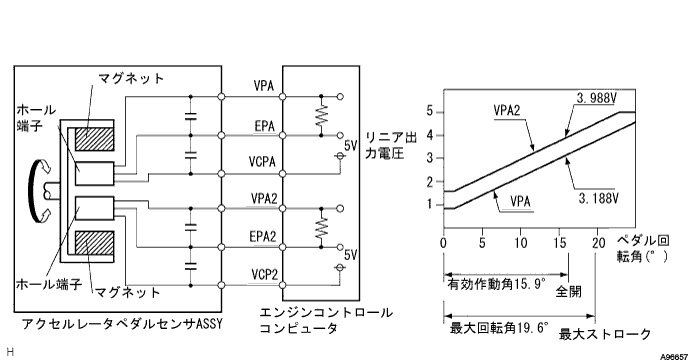 マグネット
ホール
端子
VPA
EPA
VCPA
VPA2
EPA2
VCP2
5V
5V
ホール端子
マグネット
アクセルレータペダルセンサASSY
エンジンコントロール
コンピュータ
リニア出
力電圧
5
4
3
2
1
VPA2
3.988V
VPA
3.188V
0
5
10
15
20
ペダル回
転角(°)
有効作動角15.9°
全開
最大回転角19.6°
最大ストローク
H
A96657